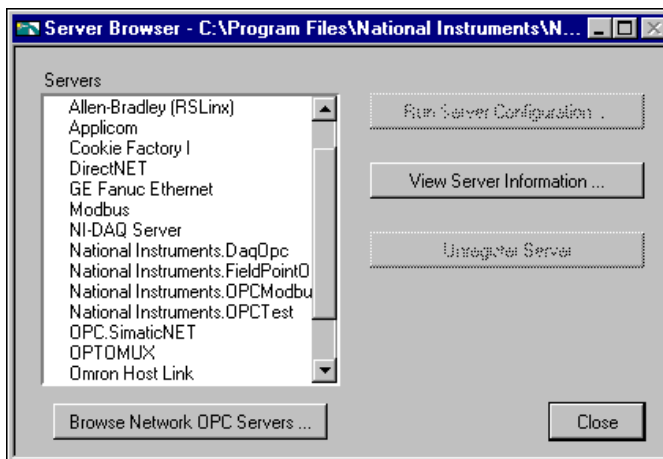 Server Browser - C:\Program Files\National Instruments\N...
Servers
Allen-Bradley (RSLinx)
Applicom
Cookie Factory I
DirectNET
GE Fanuc Ethernet
Modbus
NI-DAQ Server
National Instruments.DaqOpc
National Instruments.FieldPointO
National Instruments.OPCModbu
National Instruments.OPCTest
OPC.SimaticNET
OPTOMUX
Omron Host Link
Run Server Configuration ..
View Server Information ...
Unregister Server
Browse Network OPC Servers ...
Close